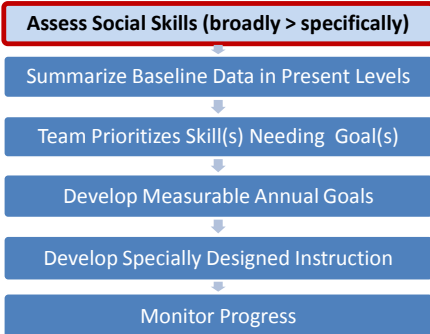 Assess Social Skills (broadly > specifically)
Summarize Baseline Data in Present Levels
Team Prioritizes Skill(s) Needing Goal(s)
Develop Measurable Annual Goals
Develop Specially Designed Instruction
Monitor Progress